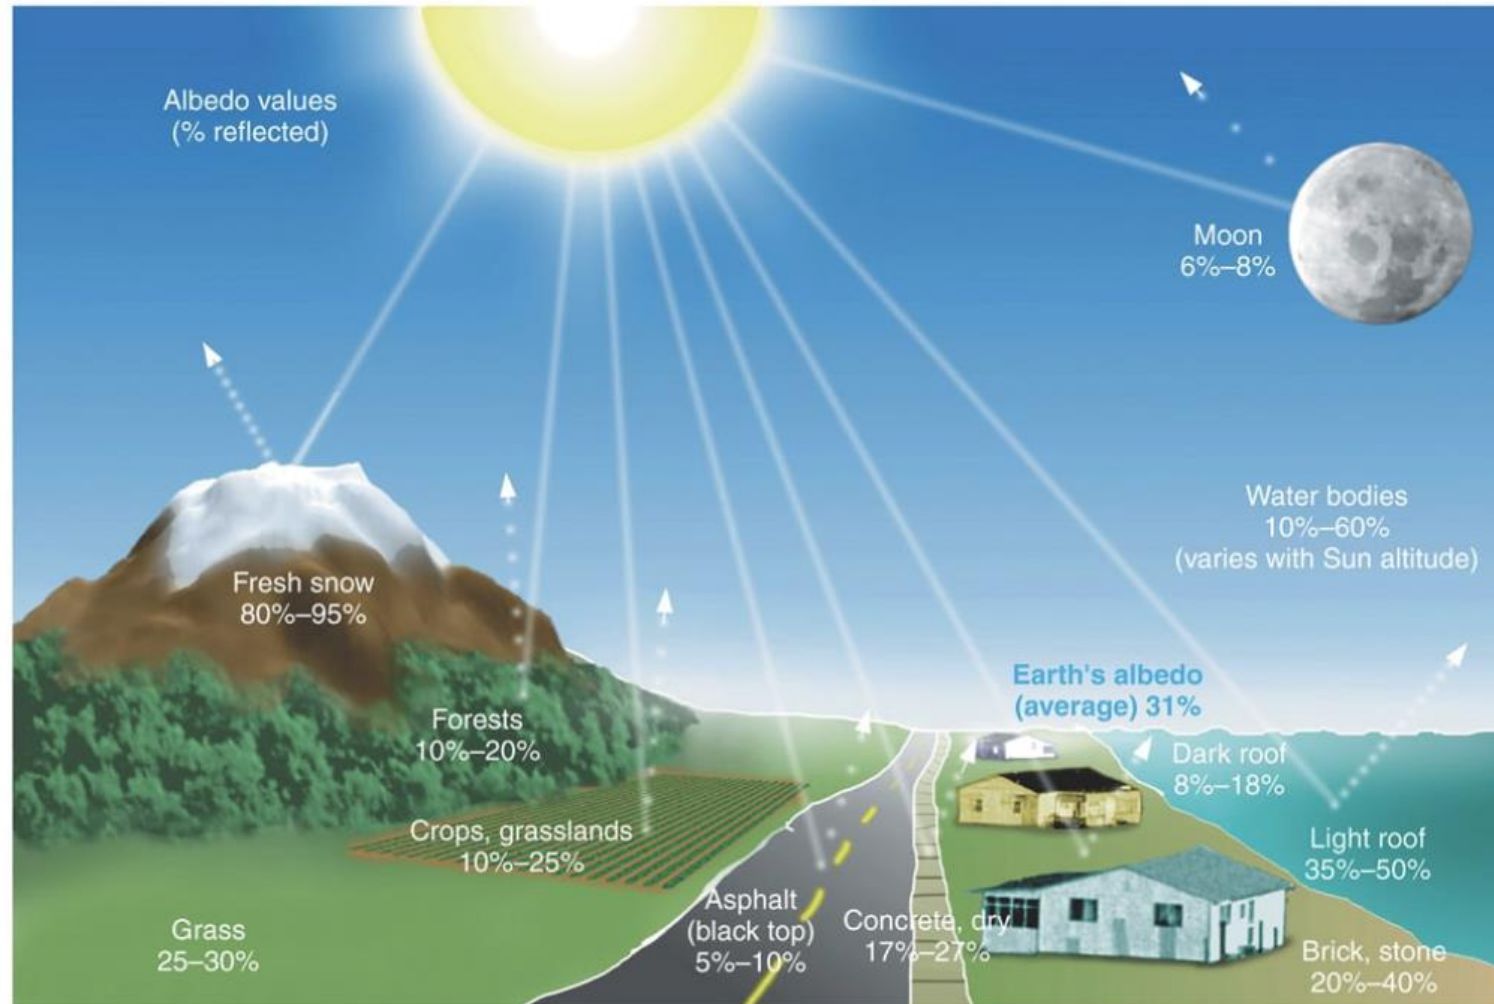 Albedo values
(% reflected)
Moon
6%–8%
Water bodies
10%–60%
(varies with Sun altitude)
Fresh snow
80%–95%
Earth's albedo
(average) 31%
Forests
10%–20%
Dark roof
8%–18%
Crops, grasslands
10%–25%
Light roof
35%–50%
Asphalt
(black top)
5%–10%
Concrete, dry
17%–27%
Grass
25–30%
Brick, stone
20%–40%